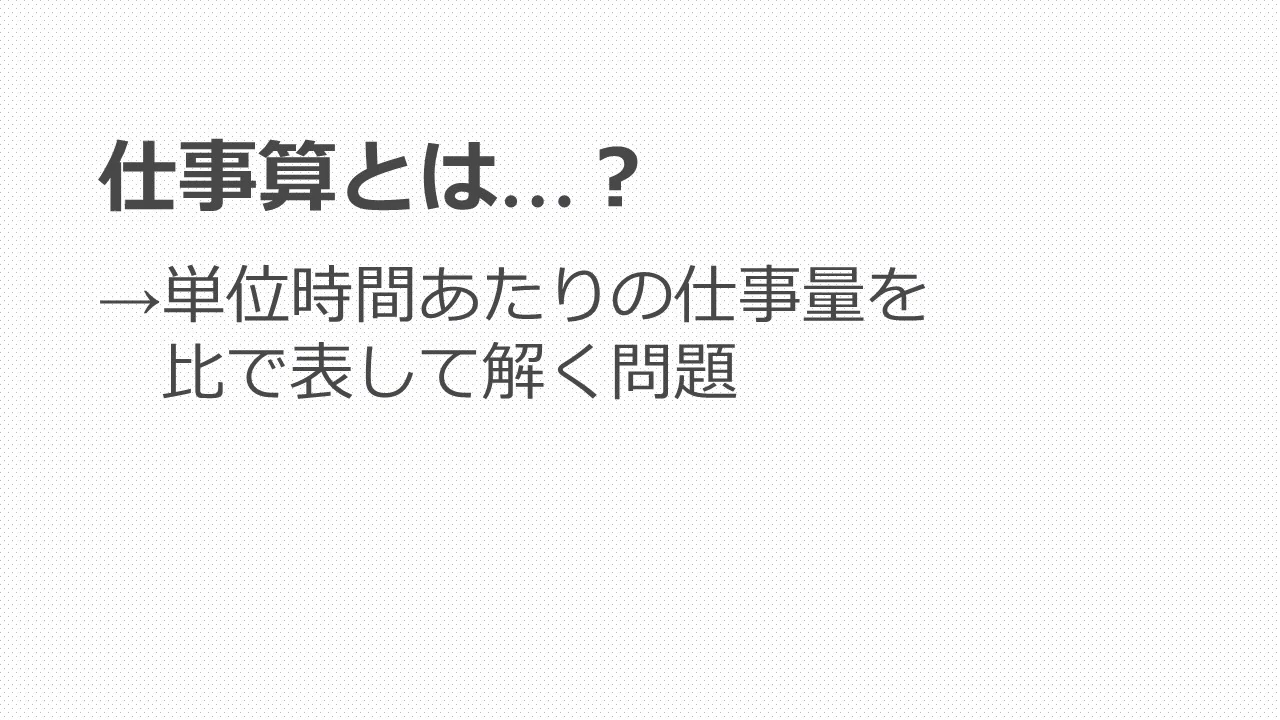 仕事算とは…？
→単位時間あたりの仕事量を
比で表して解く問題